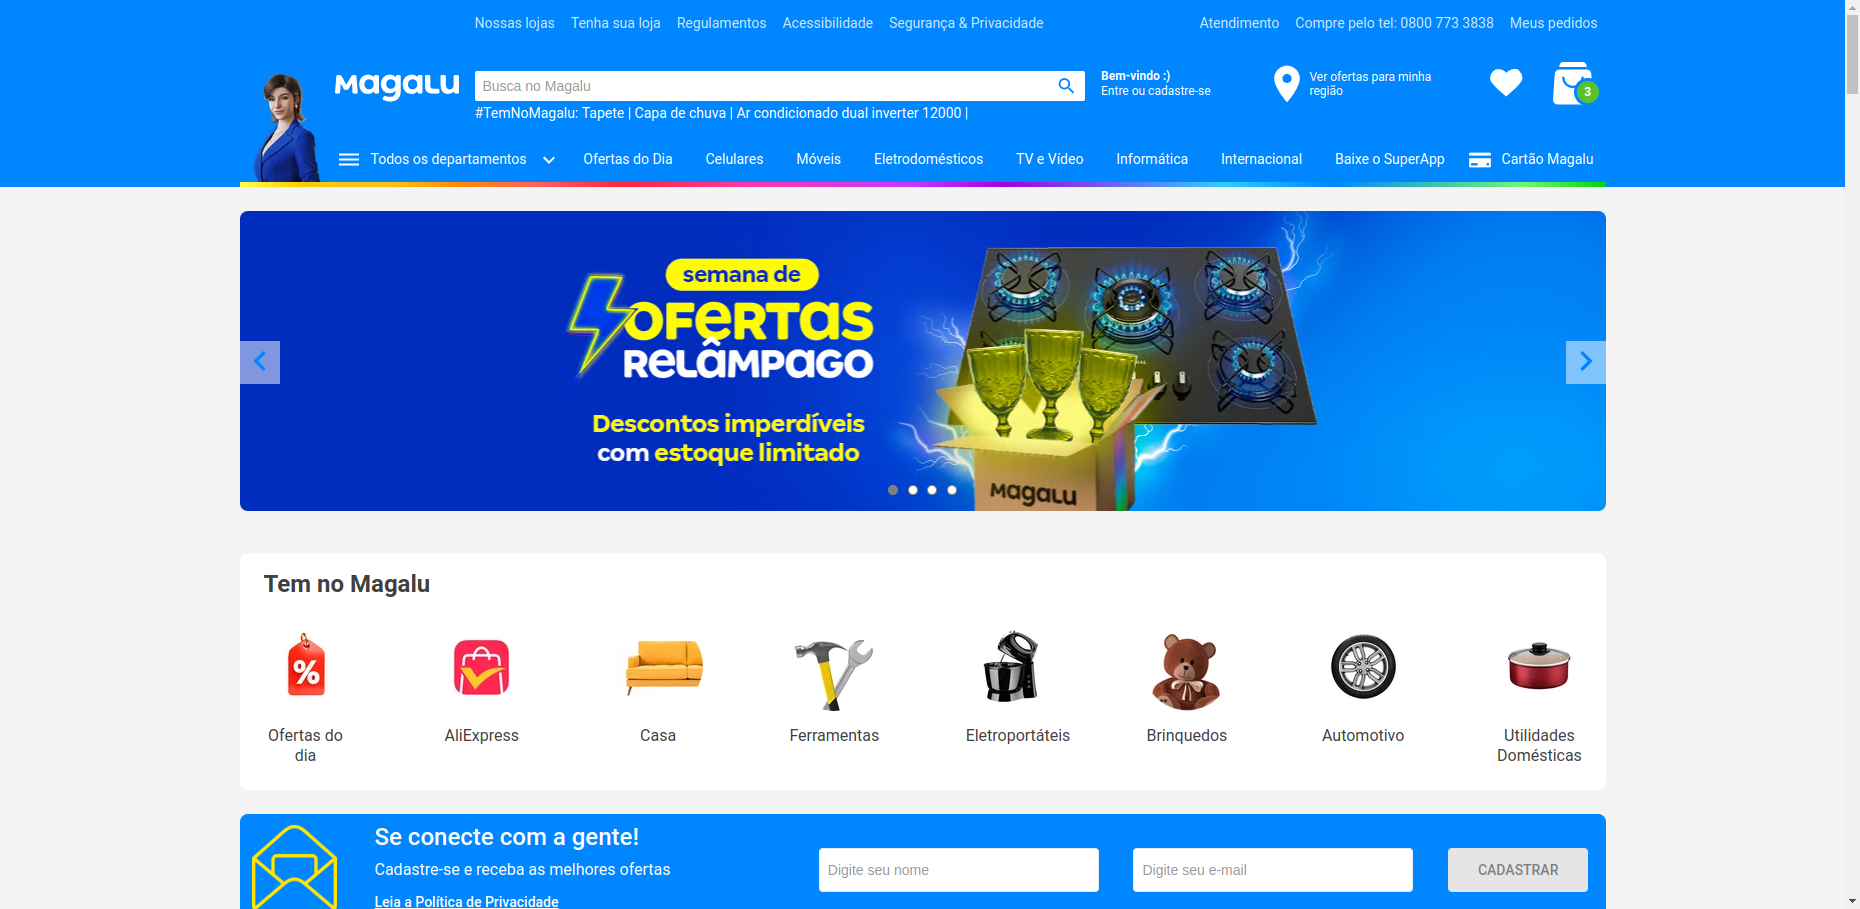 Nossas lojas Tenha sua loja Regulamentos Acessibilidade Segurança & Privacidade Atendimento Compre pelo tel: 0800 773 3838 Meus pedidos
Magalu
Busca no Magalu
Bem-vindo :)
Entre ou cadastre-se
Ver ofertas para minha
região
3
#TemNoMagalu: Tapete | Capa de chuva | Ar condicionado dual inverter 12000 |
Todos os departamentos Ofertas do Dia Celulares Móveis Eletrodomésticos TV e Vídeo Informática Internacional Baixe o SuperApp Cartão Magalu
semana de
OFERTAS
RELÂMPAGO
Descontos imperdíveis
com estoque limitado
Magalu
Tem no Magalu
%
Ofertas do
dia
AliExpress
Casa
Ferramentas
Eletroportáteis
Brinquedos
Automotivo
Utilidades
Domésticas
Se conecte com a gente!
Cadastre-se e receba as melhores ofertas
Leia a Política de Privacidade
Digite seu nome
Digite seu e-mail
CADASTRAR